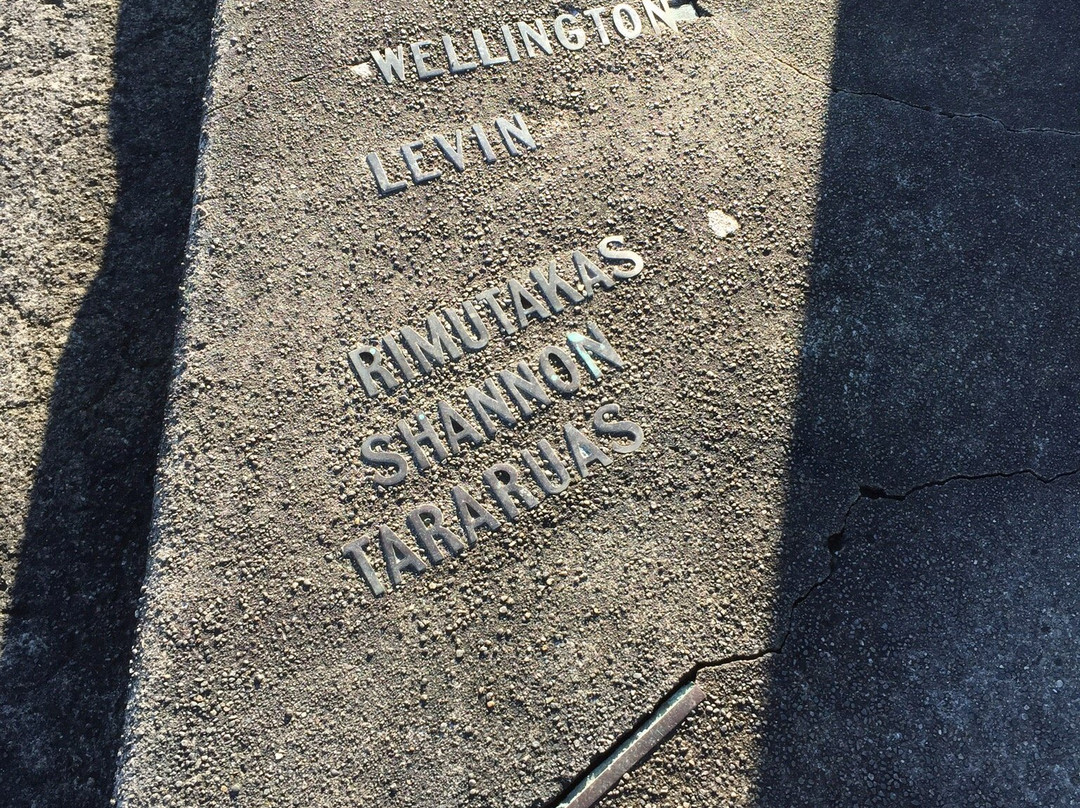 WELLINGTON
LEVIN
RIMUTAKAS
SHANNON
TARARUAS